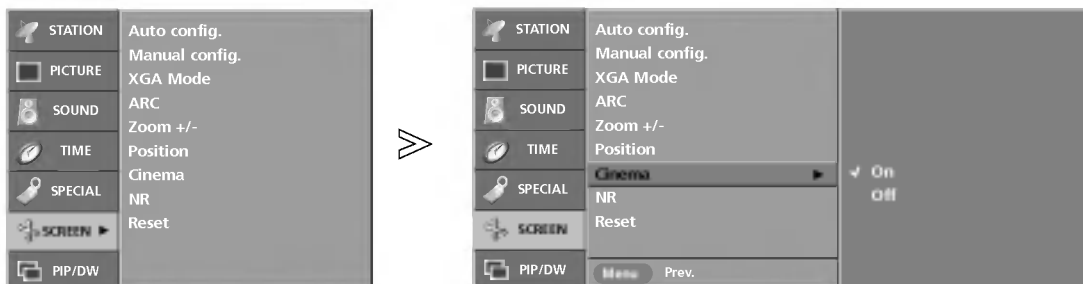 STATION
PICTURE
SOUND
TIME
SPECIAL
SCREEN
PIP/DW
Auto config.
Manual config.
XGA Mode
ARC
Zoom +/-
Position
Cinema
NR
Reset
STATION
PICTURE
SOUND
TIME
SPECIAL
SCREEN
PIP/DW
Auto config.
Manual config.
XGA Mode
ARC
Zoom +/-
Position
Cinema
NR
Reset
Menu Prev.
On
Off